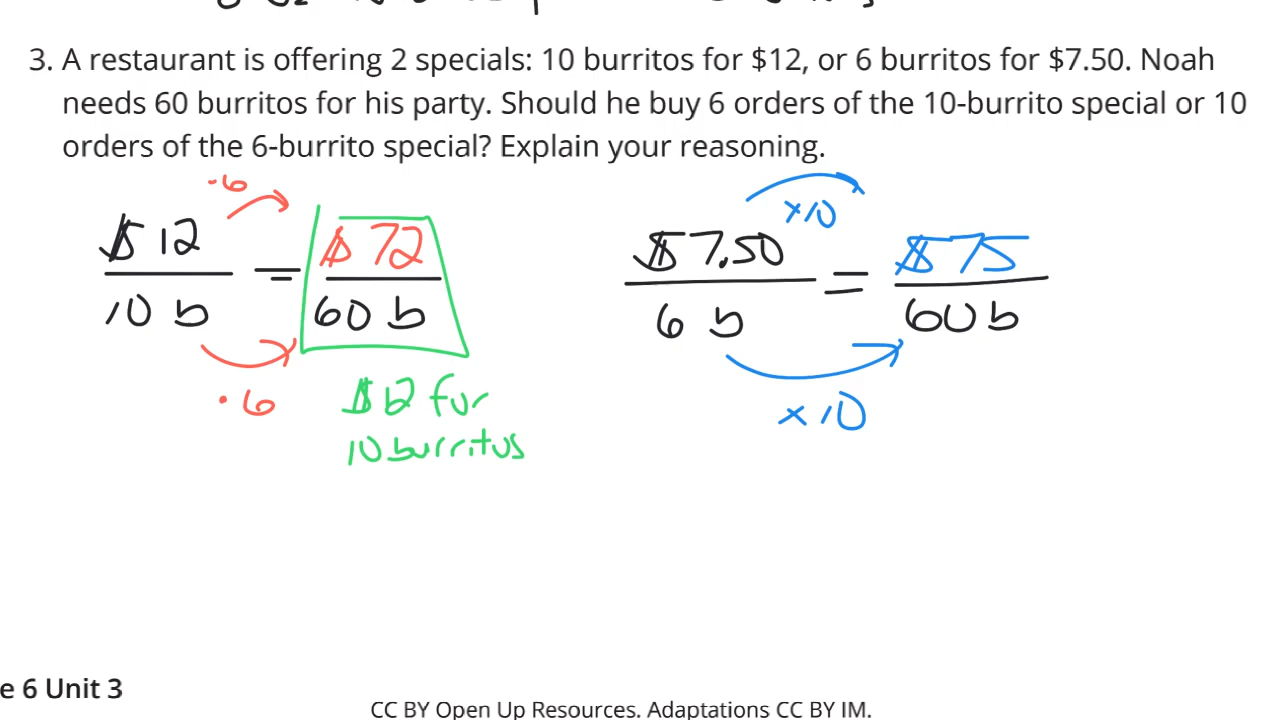 3. A restaurant is offering 2 specials: 10 burritos for $12, or 6 burritos for $7.50. Noah
needs 60 burritos for his party. Should he buy 6 orders of the 10-burrito special or 10
orders of the 6-burrito special? Explain your reasoning.
·6
x10
$12
=
$72
$7.50
=
$75
10 b
60 b
6 b
60b
·6
$12 for
x10
10 burritos
e 6 Unit 3
CC BY Open Up Resources. Adaptations CC BY IM.